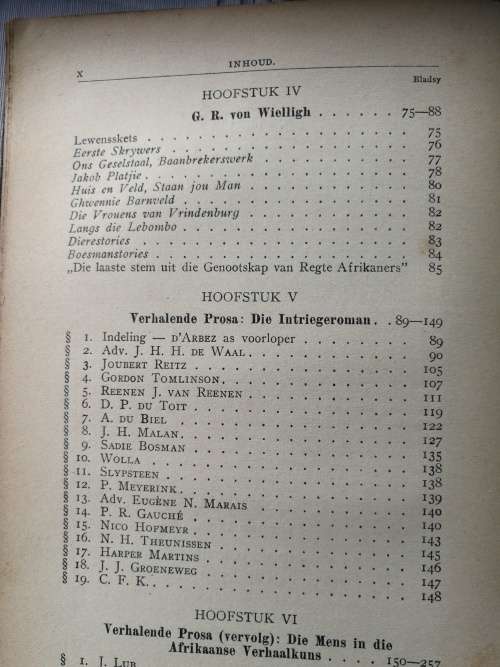 X
INHOUD.
Bladsy
HOOFSTUK IV
G. R. von Wielligh . . . . . . 75—88
Lewensskets . . . . . . . . . . . . . 75
Eerste Skrywers . . . . . . . . . . . . 76
Ons Geselstaal, Baanbrekerswerk . . . . . . . 77
Jakob Platjie . . . . . . . . . . . . . 78
Huis en Veld, Staan jou Man . . . . . . . . 80
Ghwennie Barnveld . . . . . . . . . . . 81
Die Vrouens van Vrindenburg . . . . . . . . 82
Langs die Lebombo . . . . . . . . . . . 82
Dierestories . . . . . . . . . . . . . 83
Boesmanstories . . . . . . . . . . . . 84
„Die laaste stem uit die Genootskap van Regte Afrikaners” 85
HOOFSTUK V
Verhalende Prosa: Die Intriegeroman. . . 89—149
§ 1. Indeling — D'ARBEZ as voorloper . . . . . . 89
§ 2. ADV. J. H. H. DE WAAL . . . . . . . . 90
§ 3. JOUBERT REITZ . . . . . . . . . . 105
§ 4. GORDON TOMLINSON. . . . . . . . . . 107
§ 5. REENEN J. VAN REENEN . . . . . . . . 111
§ 6. D. P. DU TOIT . . . . . . . . . . 119
§ 7. A. DU BIEL . . . . . . . . . . . 122
§ 8. J. H. MALAN. . . . . . . . . . . 127
§ 9. SADIE BOSMAN . . . . . . . . . . 135
§ 10. WOLLA . . . . . . . . . . . . 138
§ 11. SLYPSTEEN . . . . . . . . . . . 138
§ 12. P. MEYERINK. . . . . . . . . . . 139
§ 13. ADV. EUGÈNE N. MARAIS . . . . . . . 140
§ 14. P. R. GAUCHÉ . . . . . . . . . . 140
§ 15. NICO HOFMEYR . . . . . . . . . . 143
§ 16. N. H. THEUNISSEN . . . . . . . . . 145
§ 17. HARPER MARTINS . . . . . . . . . . 146
§ 18. J. J. GROENEWEG . . . . . . . . . 147
§ 19. C. F. K. . . . . . . . . . . . . 148
HOOFSTUK VI
Verhalende Prosa (vervolg): Die Mens in die
Afrikaanse Verhaalkuns . . . . . 150—257
§ 1. J. LUB